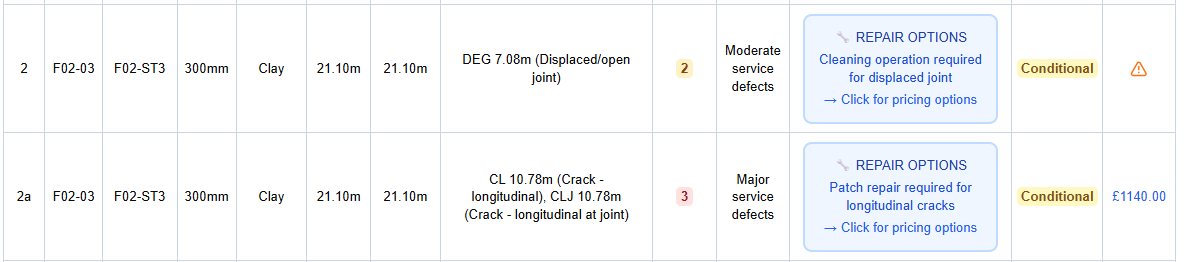 2 F02-03 F02-ST3 300mm Clay 21.10m 21.10m DEG 7.08m (Displaced/open joint) 2 Moderate service defects
REPAIR OPTIONS
Cleaning operation required
for displaced joint
→ Click for pricing options
Conditional
2a F02-03 F02-ST3 300mm Clay 21.10m 21.10m CL 10.78m (Crack - longitudinal), CLJ 10.78m (Crack - longitudinal at joint) 3 Major service defects
REPAIR OPTIONS
Patch repair required for
longitudinal cracks
→ Click for pricing options
Conditional £1140.00